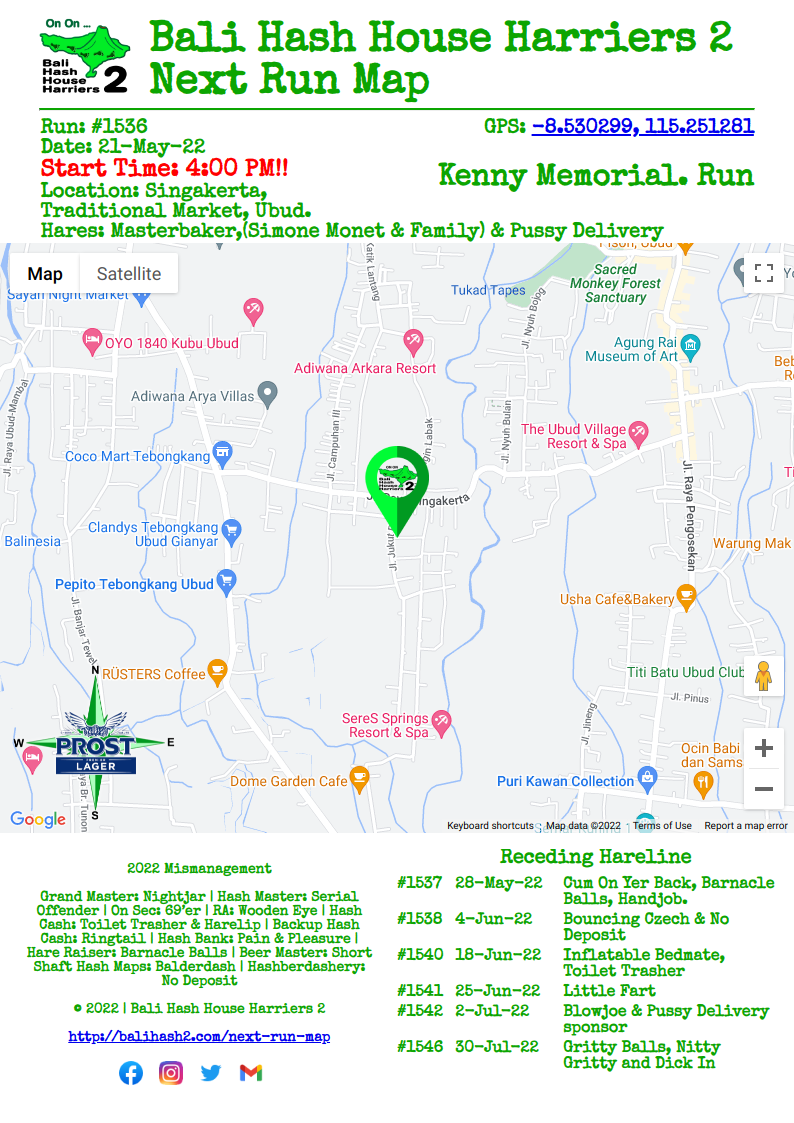 On On ...
Bali
Hash
House
Harriers 2
Bali Hash House Harriers 2
Next Run Map
Run: #1536
GPS: -8.530299, 115.251281
Date: 21-May-22
Start Time: 4:00 PM!!
Kenny Memorial. Run
Location: Singakerta,
Traditional Market, Ubud.
Hares: Masterbaker,(Simone Monet & Family) & Pussy Delivery
Map
Satellite
Sayan Night Market
Katik Lantang
Tukad Tapes
Sacred
Monkey Forest
Sanctuary
Jl. Nyuh Bojog
OYO 1840 Kubu Ubud
Adiwana Arkara Resort
Agung Rai
Museum of Art
Adiwana Arya Villas
Jl. Raya Ubud-Mambal
Jl. Campuhan III
Jl. Nyuh Bulan
The Ubud Village
Resort & Spa
Coco Mart Tebongkang
On On
Bali
Hash
House
Harriers 2
Jl. Raya Pengosekan
Clandys Tebongkang
Ubud Gianyar
Balinesia
Warung Mak
Pepito Tebongkang Ubud
Usha Cafe&Bakery
Jl. Banjar Tewel
RÜSTERS Coffee
Titi Batu Ubud Club
Jl. Pinus
Jl. Jineng
SereS Springs
Resort & Spa
N
W
E
S
PROST
LAGER
Ocin Babi
dan Sams
Dome Garden Cafe
Puri Kawan Collection
Google
Keyboard shortcuts
Map data ©2022
Terms of Use
Report a map error
2022 Mismanagement
Grand Master: Nightjar | Hash Master: Serial
Offender | On Sec: 69'er | RA: Wooden Eye | Hash
Cash: Toilet Trasher & Harelip | Backup Hash
Cash: Ringtail | Hash Bank: Pain & Pleasure |
Hare Raiser: Barnacle Balls | Beer Master: Short
Shaft Hash Maps: Balderdash | Hashberdashery:
No Deposit
© 2022 | Bali Hash House Harriers 2
http://balihash2.com/next-run-map
Receding Hareline
#1537 28-May-22 Cum On Yer Back, Barnacle
Balls, Handjob.
#1538 4-Jun-22 Bouncing Czech & No
Deposit
#1540 18-Jun-22 Inflatable Bedmate,
Toilet Trasher
#1541 25-Jun-22 Little Fart
#1542 2-Jul-22 Blowjoe & Pussy Delivery
sponsor
#1546 30-Jul-22 Gritty Balls, Nitty
Gritty and Dick In